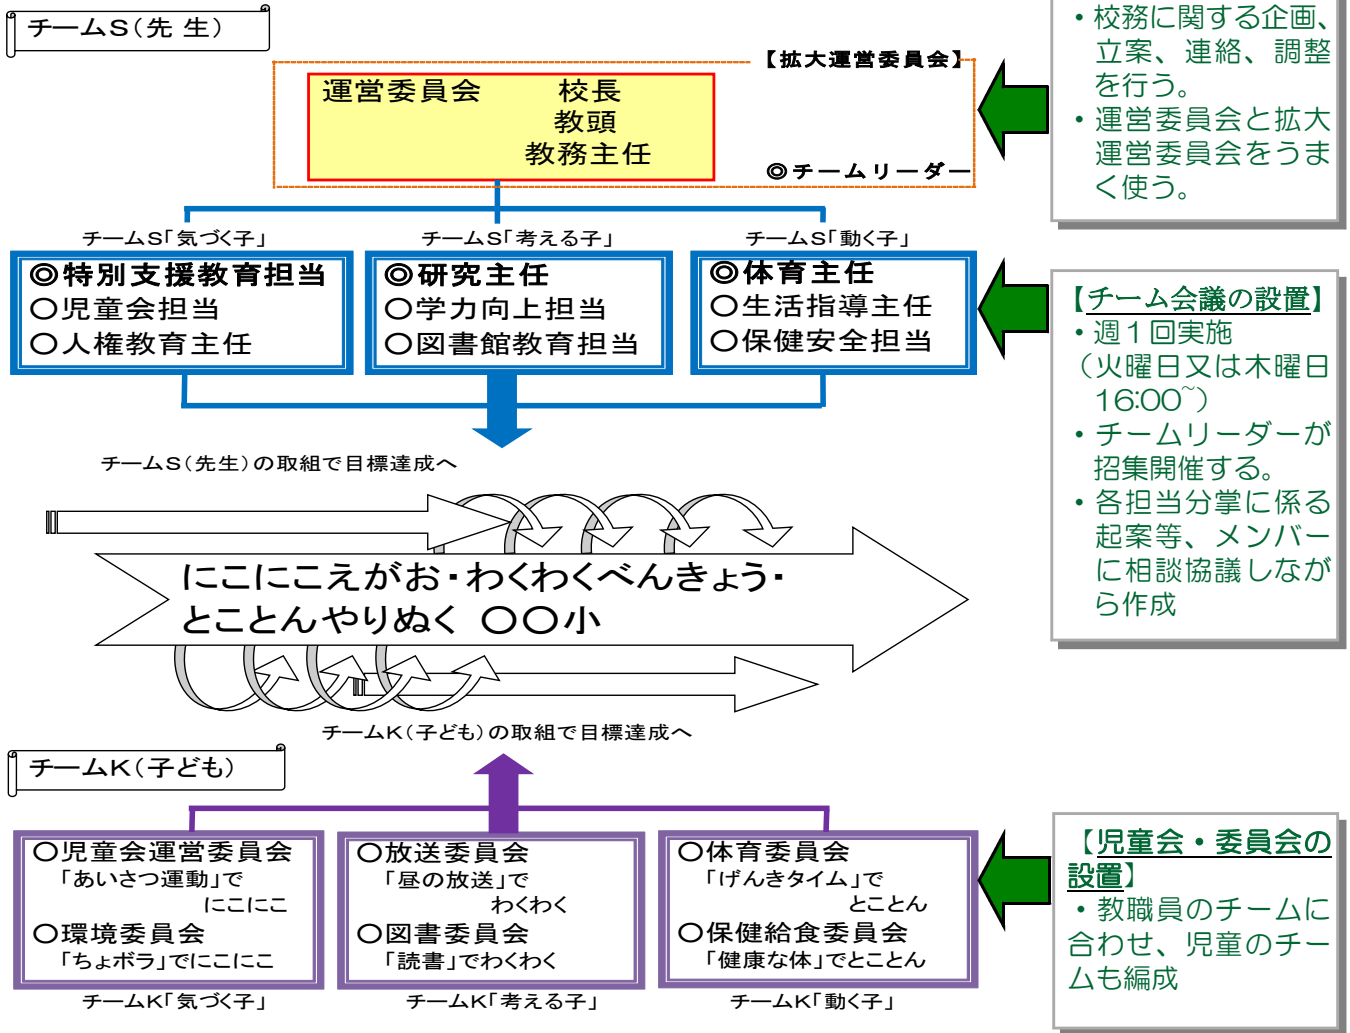 チームS(先 生)
【拡大運営委員会】
運営委員会 校長
教頭
教務主任
◎チームリーダー
・校務に関する企画、
立案、連絡、調整
を行う。
・運営委員会と拡大
運営委員会をうま
く使う。
チームS「気づく子」
◎特別支援教育担当
○児童会担当
○人権教育主任
チームS「考える子」
◎研究主任
○学力向上担当
○図書館教育担当
チームS「動く子」
◎体育主任
○生活指導主任
○保健安全担当
【チーム会議の設置】
・週1回実施
(火曜日又は木曜日
16:00~)
・チームリーダーが
招集開催する。
・各担当分掌に係る
起案等、メンバー
に相談協議しなが
ら作成
チームS(先生)の取組で目標達成へ
にこにこえがお・わくわくべんきょう・
とことんやりぬく ○○小
チームK(子ども)の取組で目標達成へ
チームK(子ども)
○児童会運営委員会
「あいさつ運動」で
にこにこ
○環境委員会
「ちょボラ」でにこにこ
チームK「気づく子」
○放送委員会
「昼の放送」で
わくわく
○図書委員会
「読書」でわくわく
チームK「考える子」
○体育委員会
「げんきタイム」で
とことん
○保健給食委員会
「健康な体」でとことん
チームK「動く子」
【児童会・委員会の
設置】
・教職員のチームに
合わせ、児童のチー
ムも編成